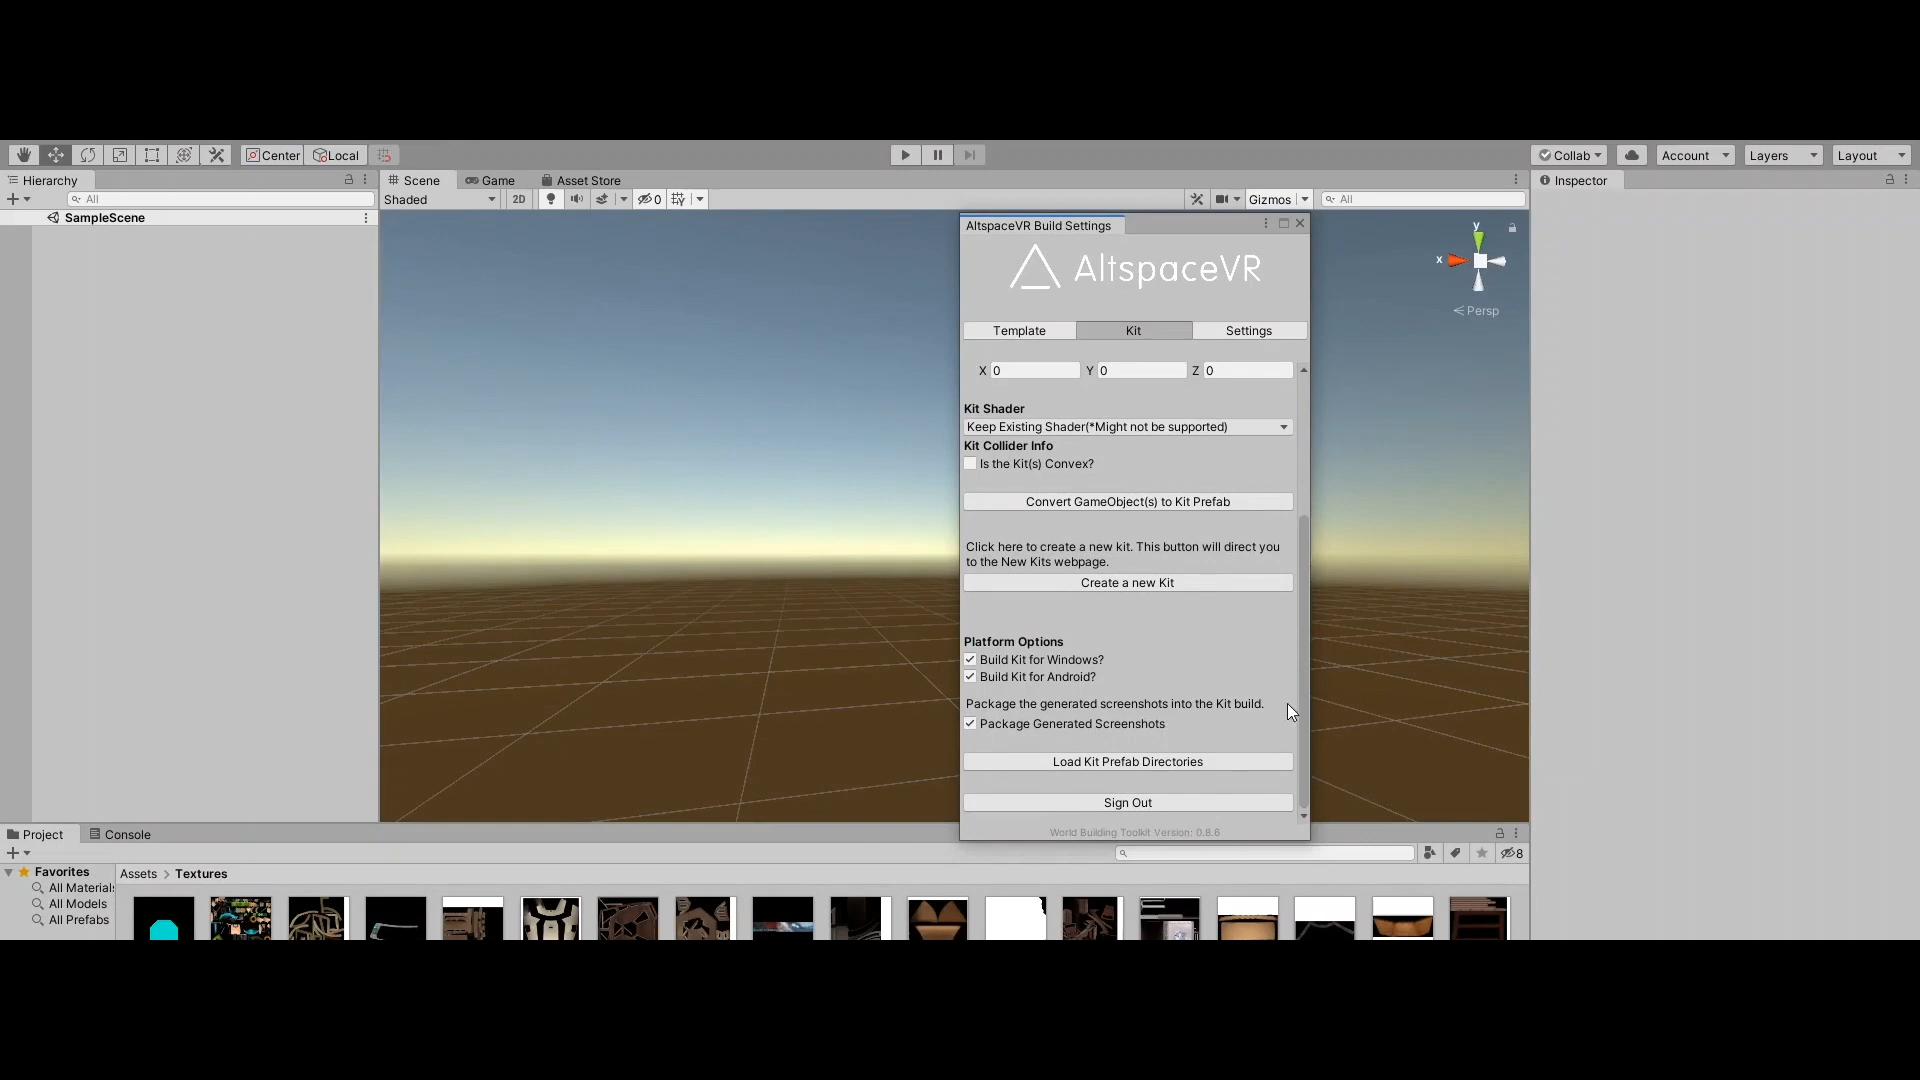 Center
Local
Collab
Account
Layers
Layout
Hierarchy
All
SampleScene
Scene
Game
Asset Store
Shaded
2D
0
Gizmos
All
Inspector
y
x
Persp
AltspaceVR Build Settings
AltspaceVR
Template
Kit
Settings
X 0
Y 0
Z 0
Kit Shader
Keep Existing Shader(*Might not be supported)
Kit Collider Info
Is the Kit(s) Convex?
Convert GameObject(s) to Kit Prefab
Click here to create a new kit. This button will direct you
to the New Kits webpage.
Create a new Kit
Platform Options
Build Kit for Windows?
Build Kit for Android?
Package the generated screenshots into the Kit build.
Package Generated Screenshots
Load Kit Prefab Directories
Sign Out
World Building Toolkit Version: 0.8.6
Project
Console
8
Favorites
All Materials
All Models
All Prefabs
Assets > Textures